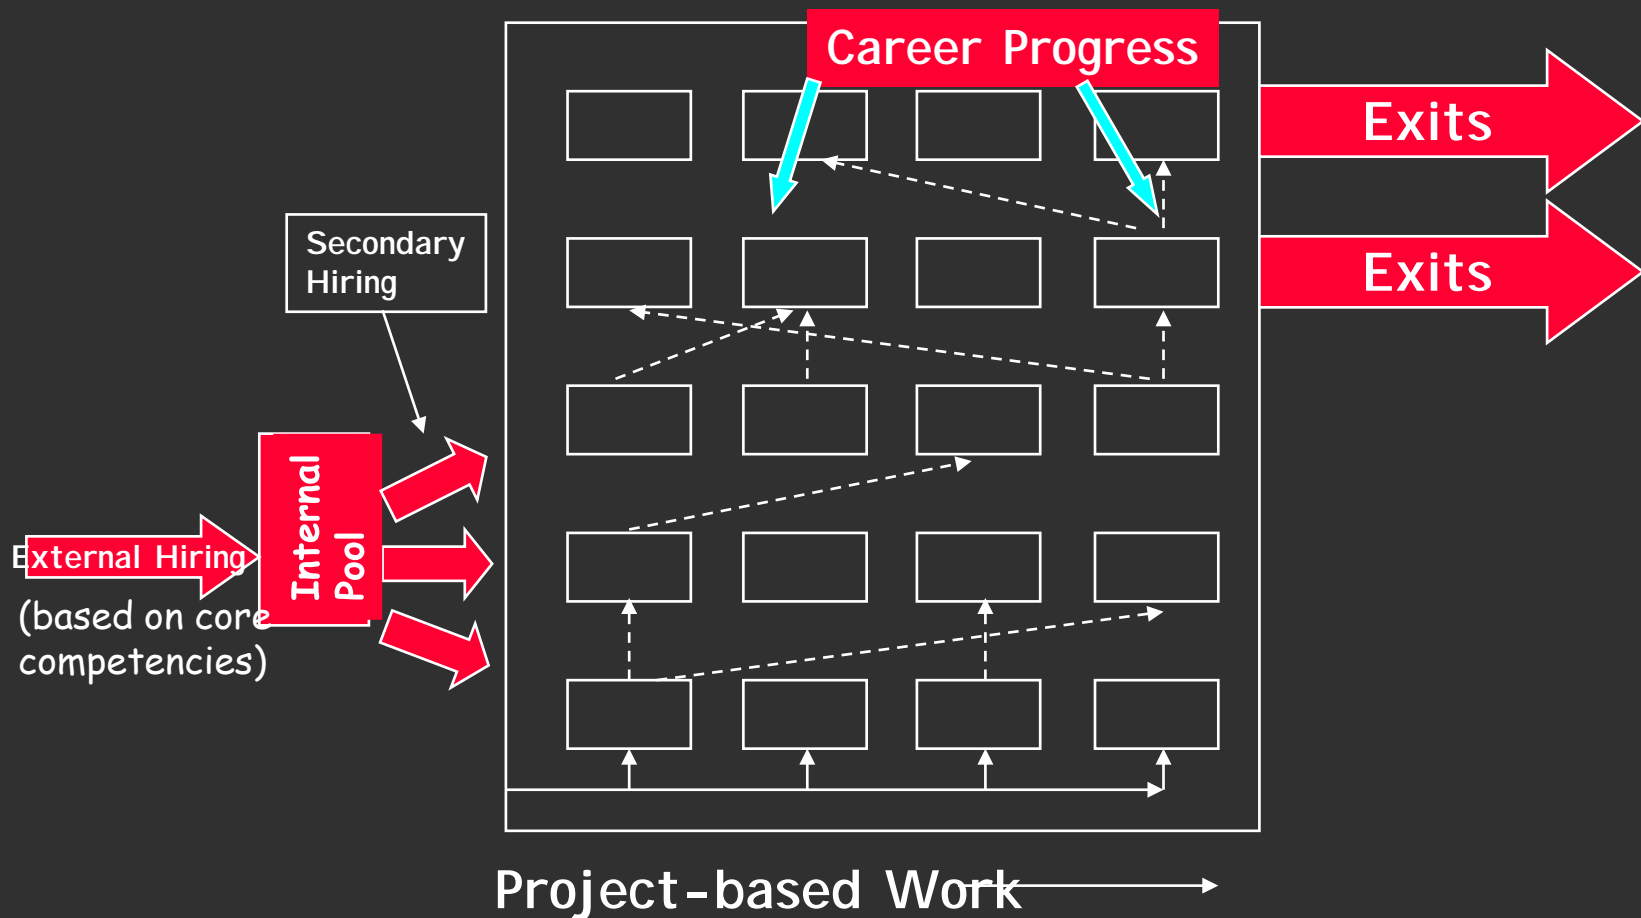 Career Progress
Exits
Secondary
Hiring
Exits
Internal
Pool
External Hiring
(based on core
competencies)
Project-based Work